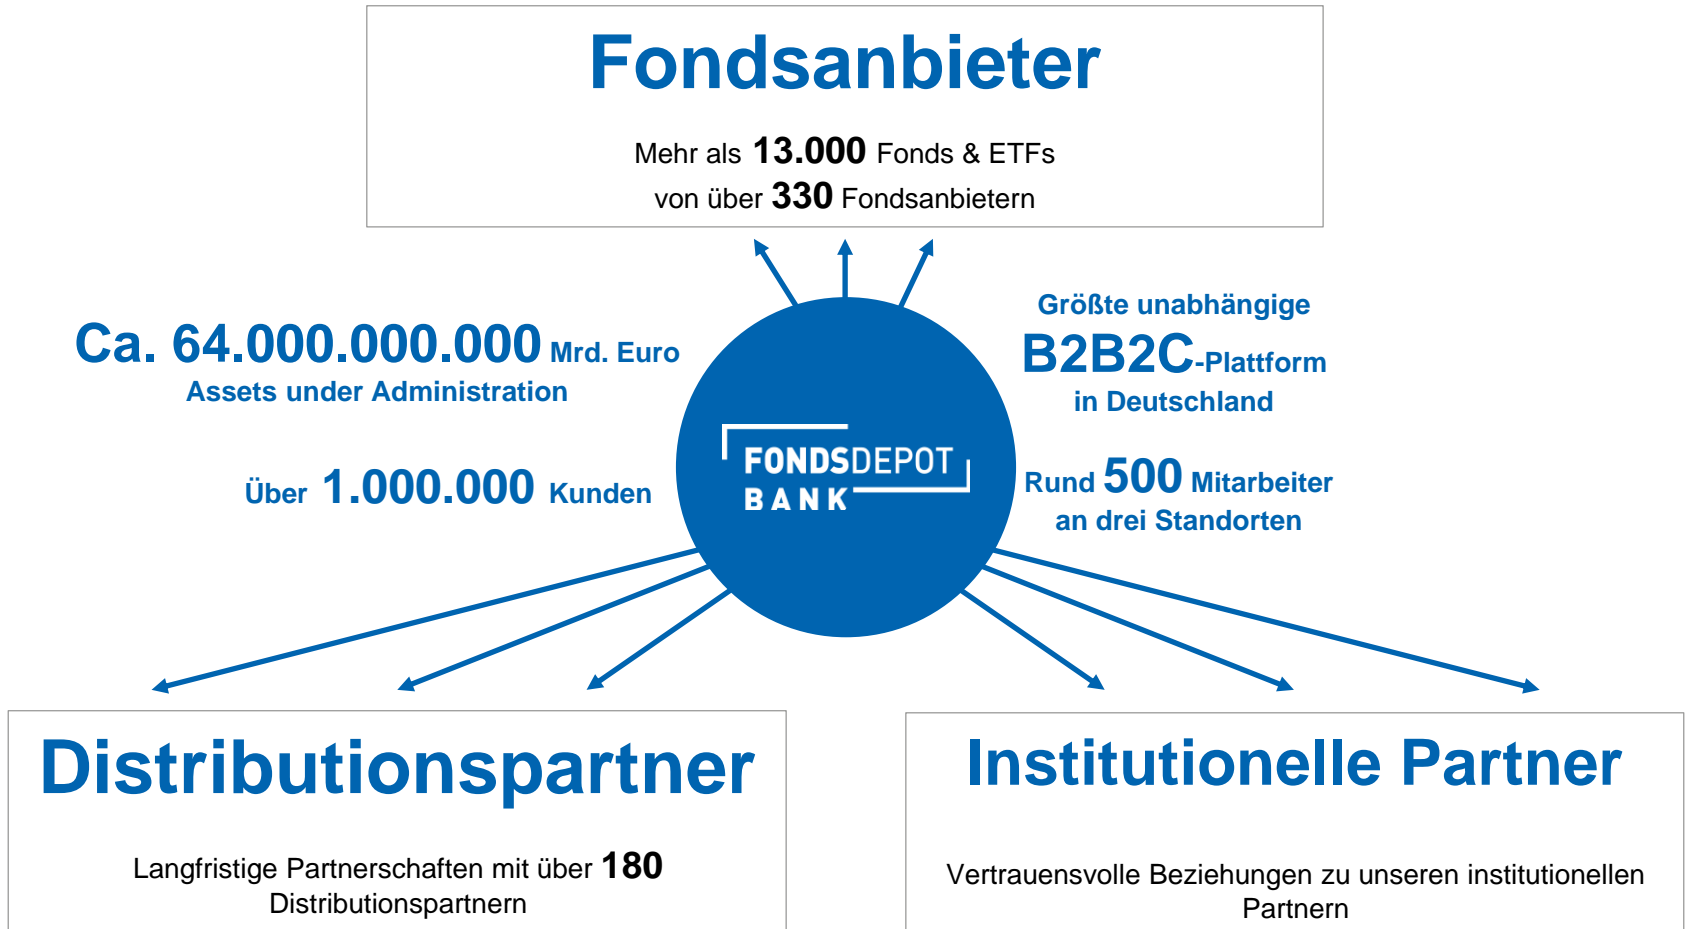 Fondsanbieter
Mehr als 13.000 Fonds & ETFs
von über 330 Fondsanbietern
Ca. 64.000.000.000 Mrd. Euro
Assets under Administration
Über 1.000.000 Kunden
Größte unabhängige
B2B2C-Plattform
in Deutschland
Rund 500 Mitarbeiter
an drei Standorten
FONDSDEPOT
BANK
Distributionspartner
Langfristige Partnerschaften mit über 180
Distributionspartnern
Institutionelle Partner
Vertrauensvolle Beziehungen zu unseren institutionellen
Partnern